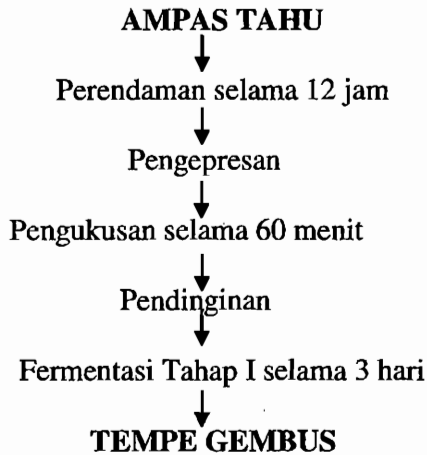 AMPAS TAHU
Perendaman selama 12 jam
Pengepresan
Pengukusan selama 60 menit
Pendinginan
Fermentasi Tahap I selama 3 hari
TEMPE GEMBUS